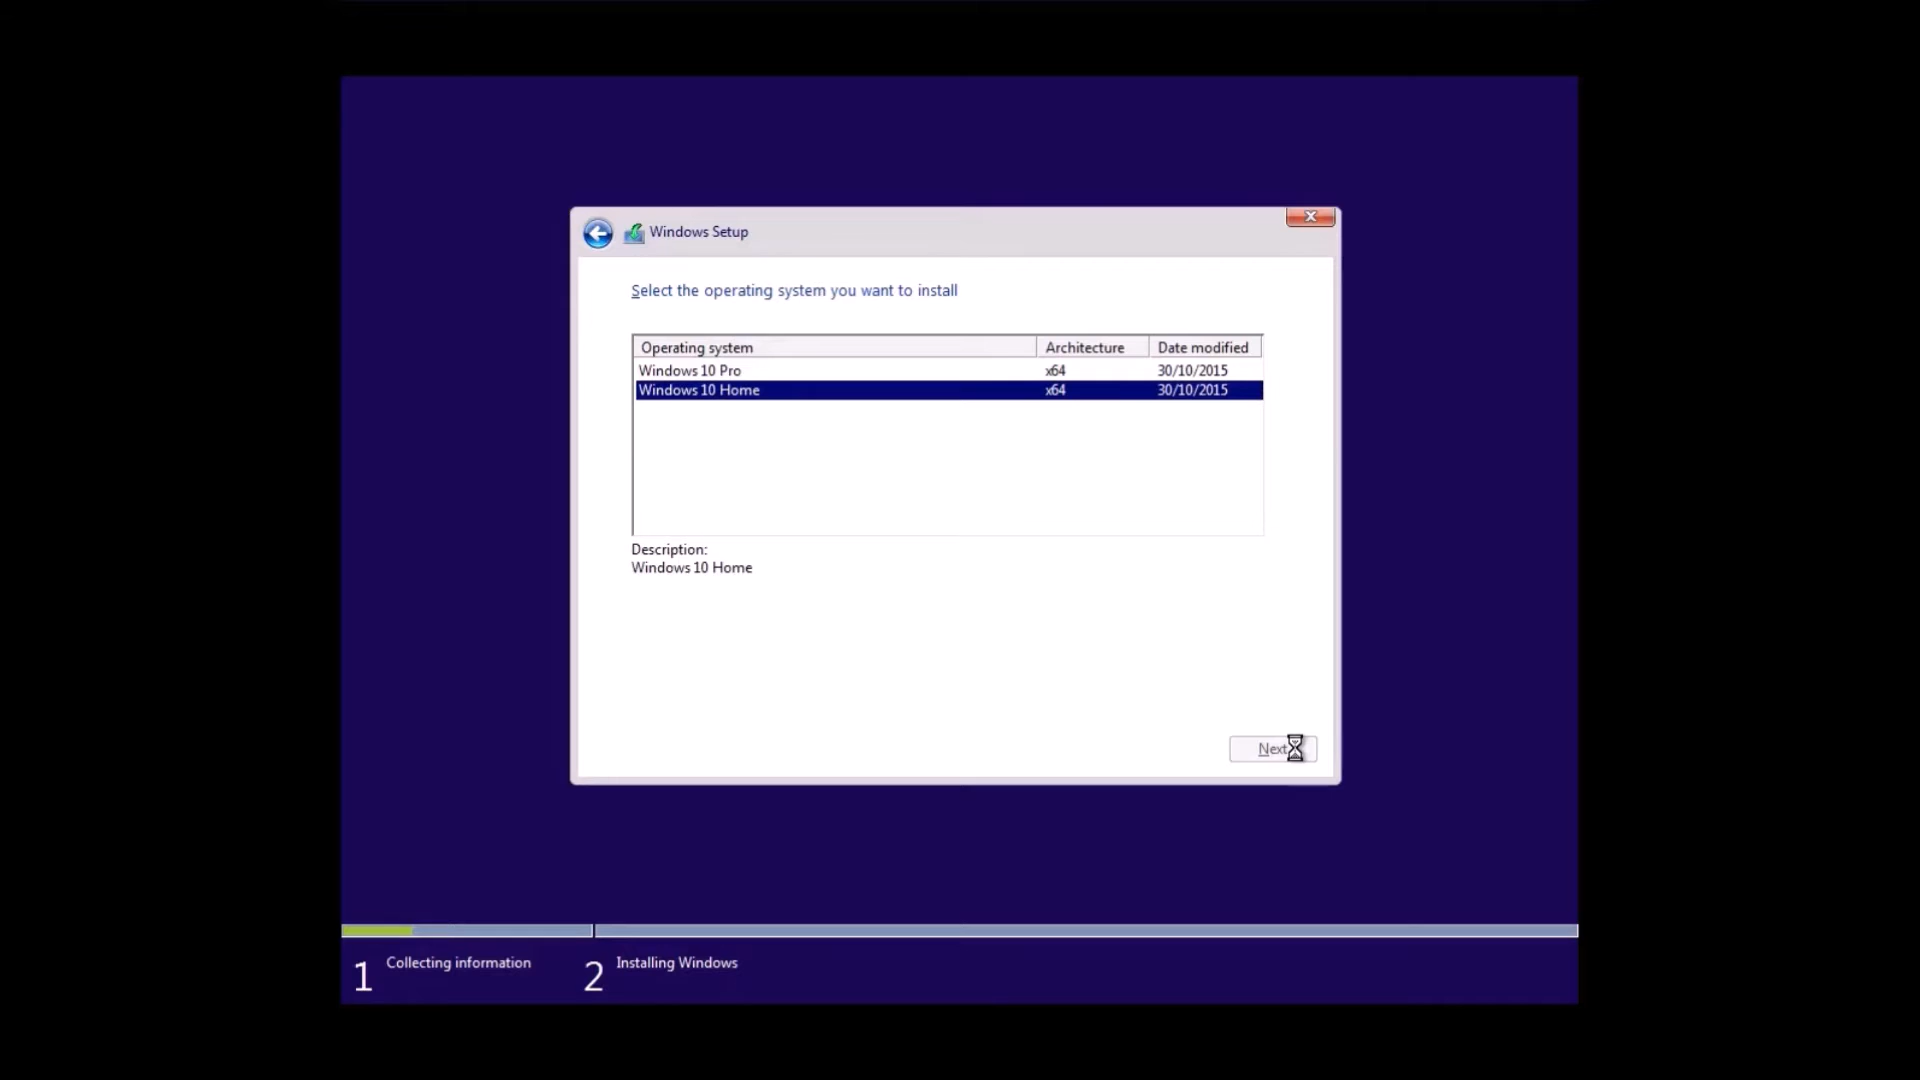 Windows Setup
Select the operating system you want to install
Operating system Architecture Date modified
Windows 10 Pro x64 30/10/2015
Windows 10 Home x64 30/10/2015
Description:
Windows 10 Home
Next
1 Collecting information 2 Installing Windows